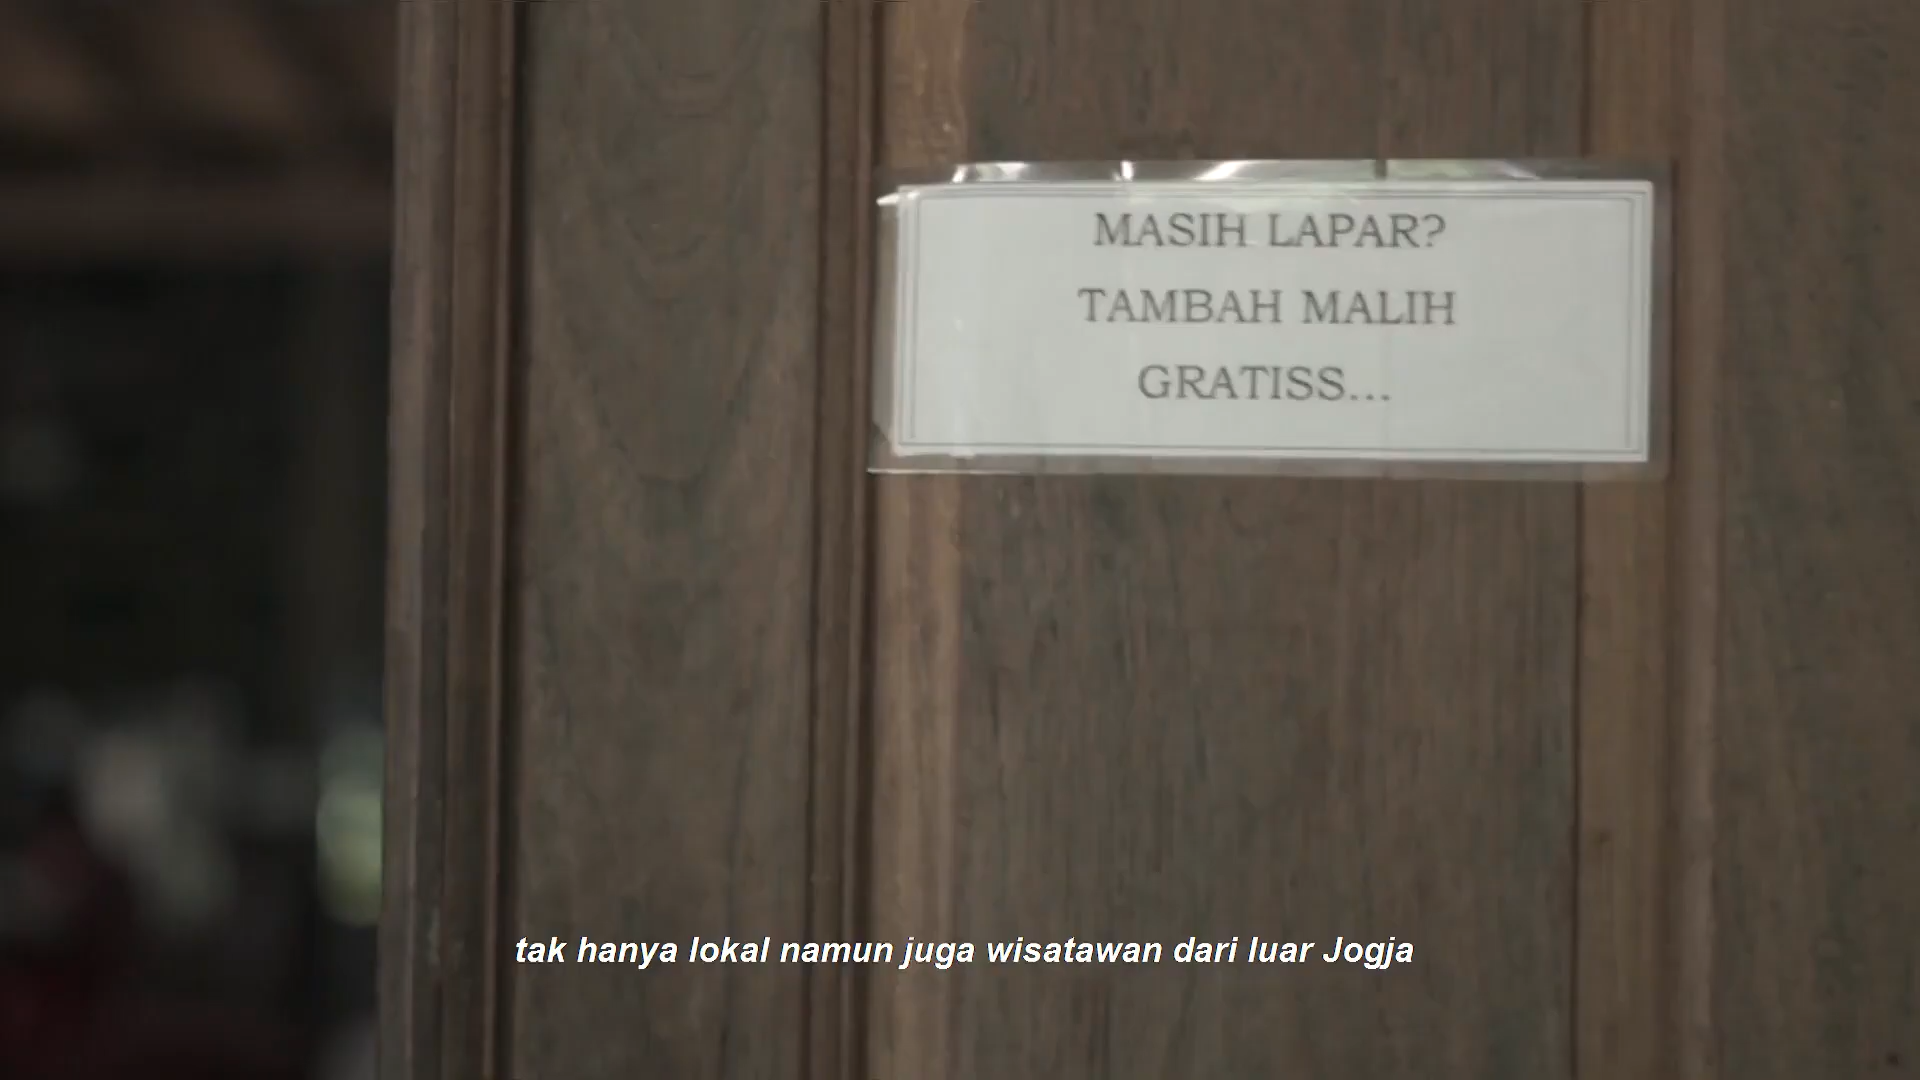 MASIH LAPAR?
TAMBAH MALIH
GRATISS...
tak hanya lokal namun juga wisatawan dari luar Jogja